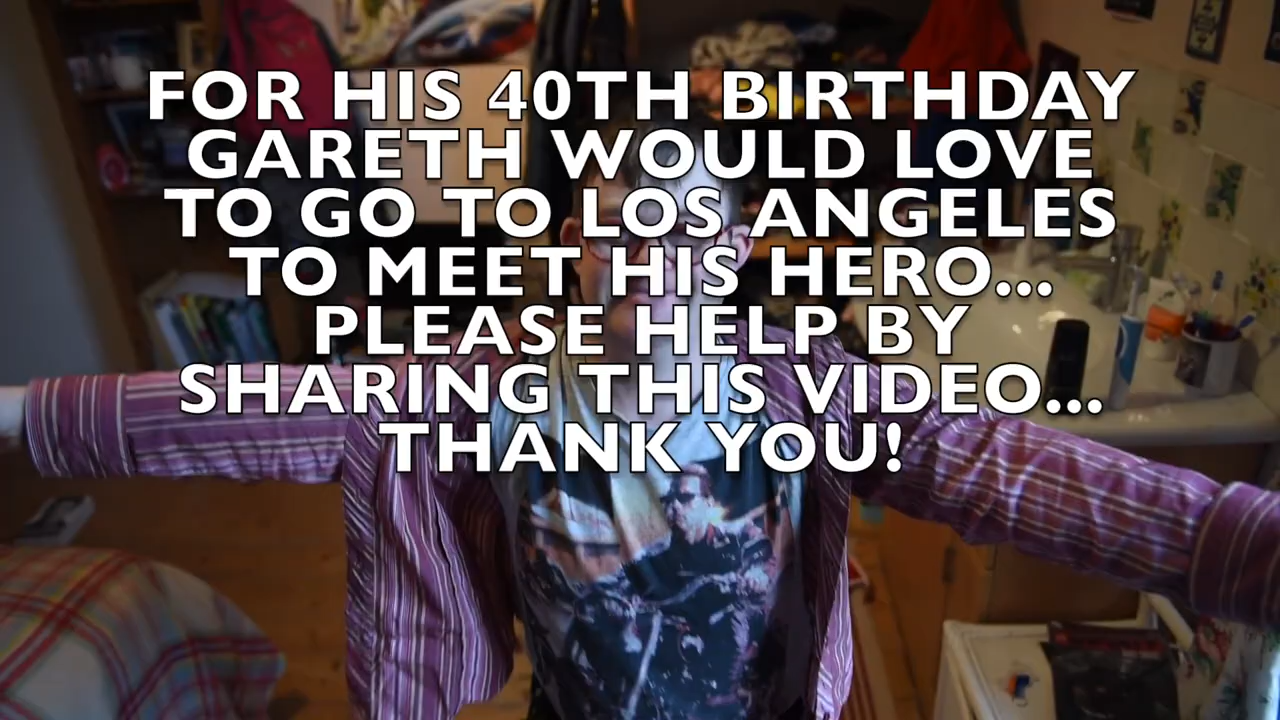 FOR HIS 40TH BIRTHDAY
GARETH WOULD LOVE
TO GO TO LOS ANGELES
TO MEET HIS HERO...
PLEASE HELP BY
SHARING THIS VIDEO...
THANK YOU!